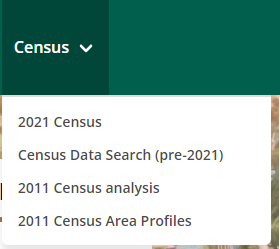 Census
2021 Census
Census Data Search (pre-2021)
2011 Census analysis
2011 Census Area Profiles